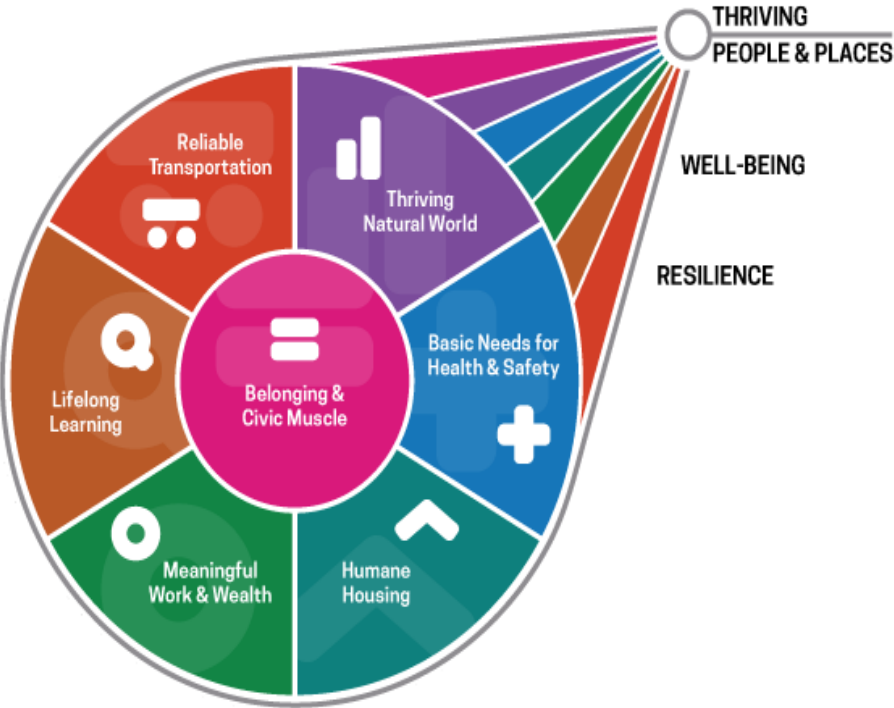 THRIVING
PEOPLE & PLACES
WELL-BEING
RESILIENCE
Reliable
Transportation
Thriving
Natural World
Basic Needs for
Health & Safety
Lifelong
Learning
Belonging &
Civic Muscle
Meaningful
Work & Wealth
Humane
Housing